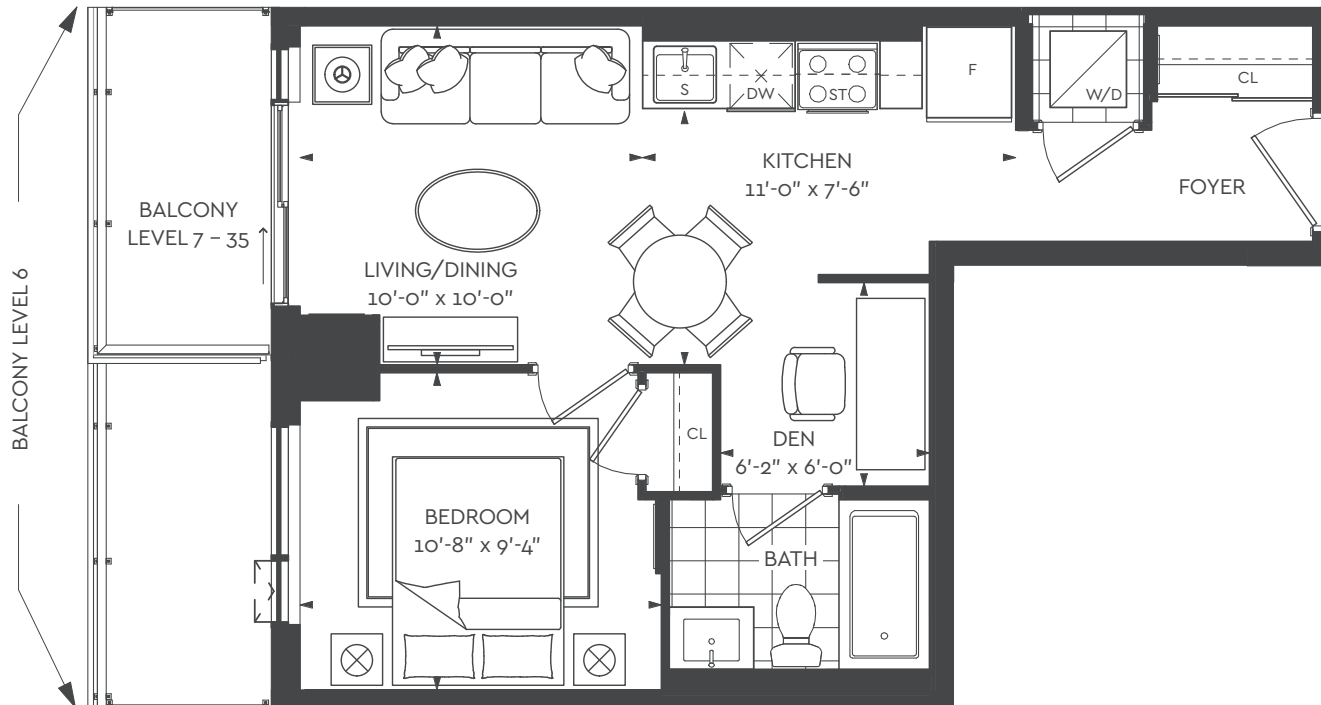 BALCONY LEVEL 6
BALCONY
LEVEL 7 – 35
LIVING/DINING
10'-0" x 10'-0"
S
DW
ST
F
KITCHEN
11'-0" x 7'-6"
W/D
CL
FOYER
CL
DEN
6'-2" x 6'-0"
BEDROOM
10'-8" x 9'-4"
BATH